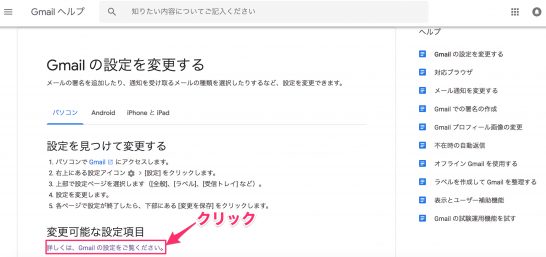 Gmail ヘルプ
知りたい内容についてご記入ください
Gmail の設定を変更する
メールの署名を追加したり、通知を受け取るメールの種類を選択したりするなど、設定を変更できます。
パソコン Android iPhone と iPad
設定を見つけて変更する
1. パソコンで Gmail にアクセスします。
2. 右上にある設定アイコン > [設定] をクリックします。
3. 上部で設定ページを選択します（[全般]、[ラベル]、[受信トレイ] など）。
4. 設定を変更します。
5. 各ページで設定が終了したら、下部にある [変更を保存] をクリックします。
クリック
変更可能な設定項目
詳しくは、Gmail の設定をご覧ください。
ヘルプ
Gmail の設定を変更する
対応ブラウザ
メール通知を変更する
Gmail での署名の作成
Gmail プロフィール画像の変更
不在時の自動返信
オフライン Gmail を使用する
ラベルを作成して Gmail を整理する
表示とユーザー補助機能
Gmail の試験運用機能を試す